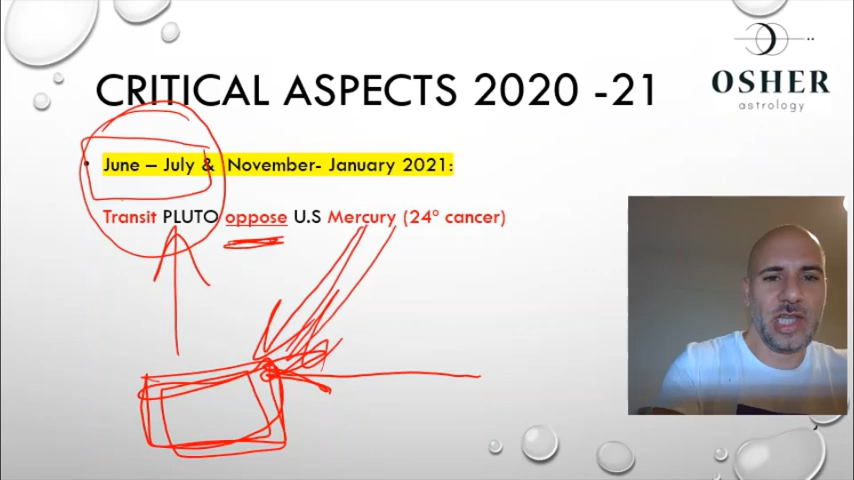 OSHER
astrology
CRITICAL ASPECTS 2020 -21
• June – July & November- January 2021:
Transit PLUTO oppose U.S Mercury (24° cancer)